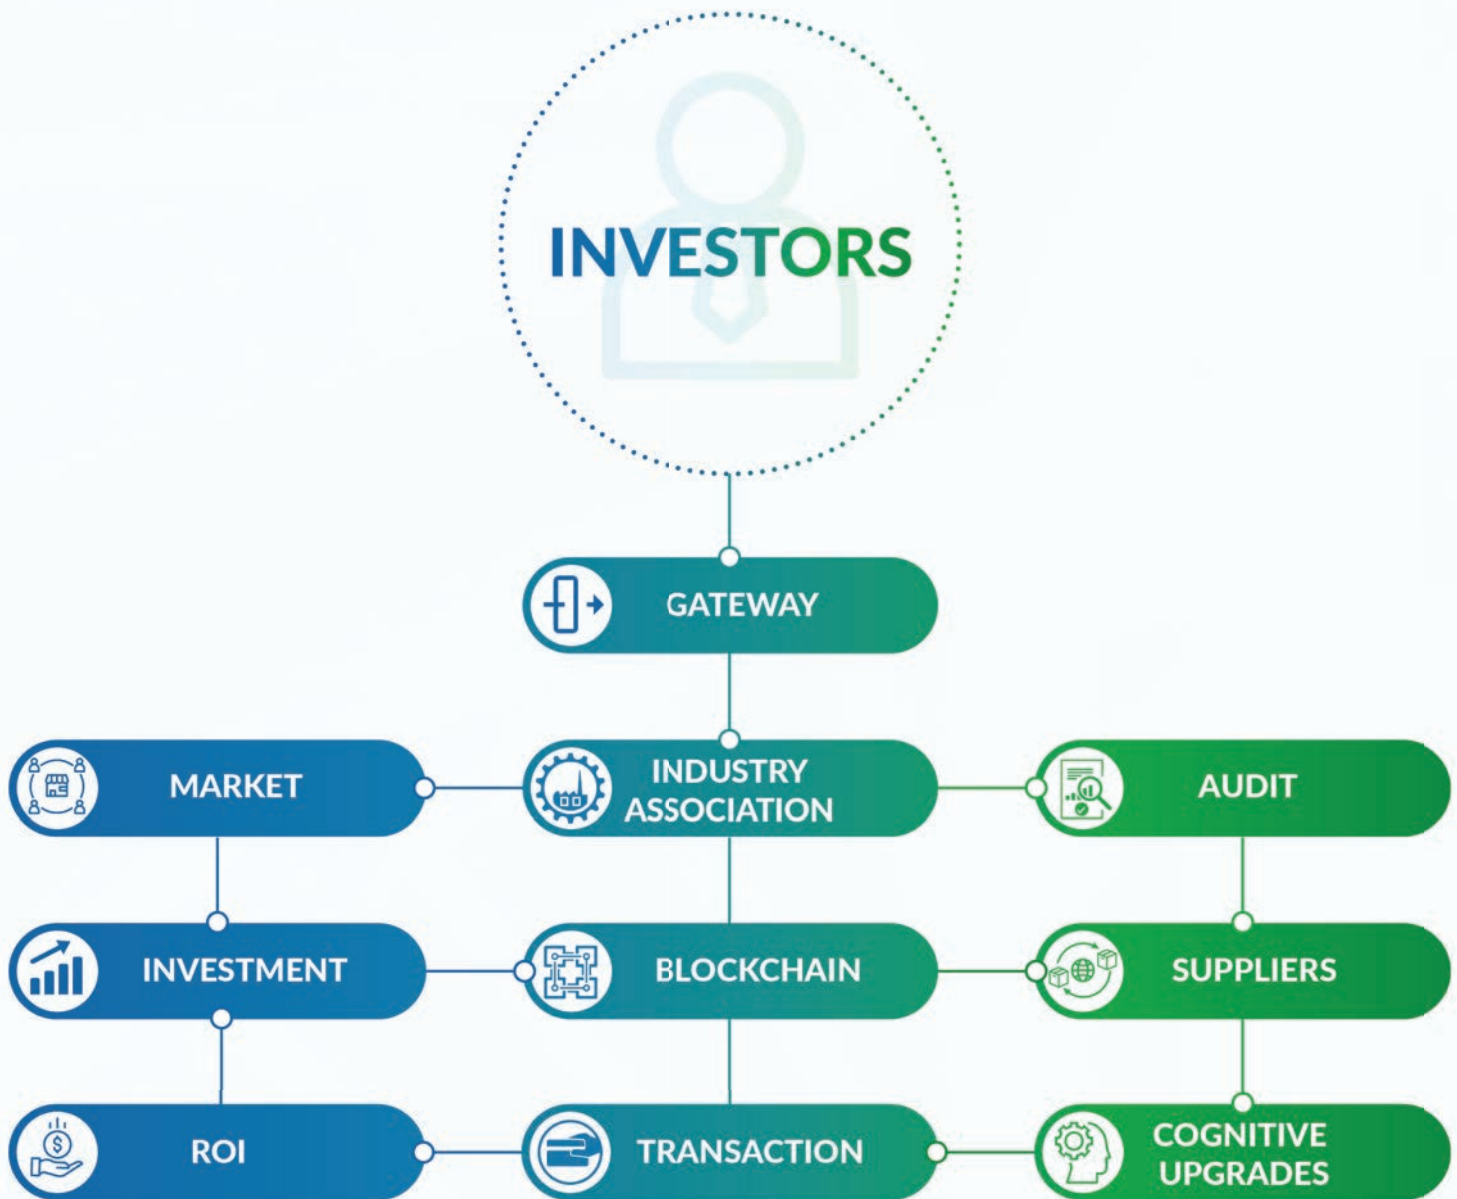 INVESTORS
GATEWAY
MARKET
INDUSTRY
ASSOCIATION
AUDIT
INVESTMENT
BLOCKCHAIN
SUPPLIERS
ROI
TRANSACTION
COGNITIVE
UPGRADES